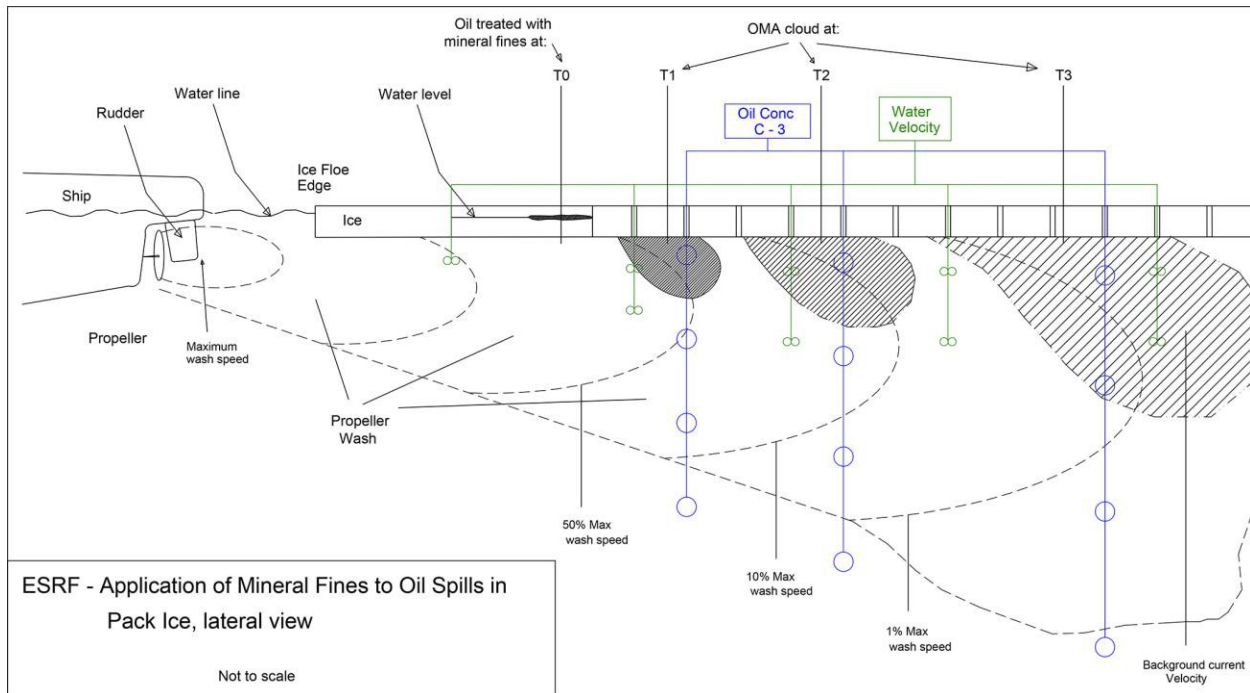 Oil treated with
mineral fines at:
OMA cloud at:
T0
T1
T2
T3
Water line
Water level
Rudder
Oil Conc
C - 3
Water
Velocity
Ice Floe
Edge
Ship
Ice
Propeller
Maximum
wash speed
Propeller
Wash
50% Max
wash speed
10% Max
wash speed
1% Max
wash speed
Background current
Velocity
ESRF - Application of Mineral Fines to Oil Spills in
Pack Ice, lateral view
Not to scale